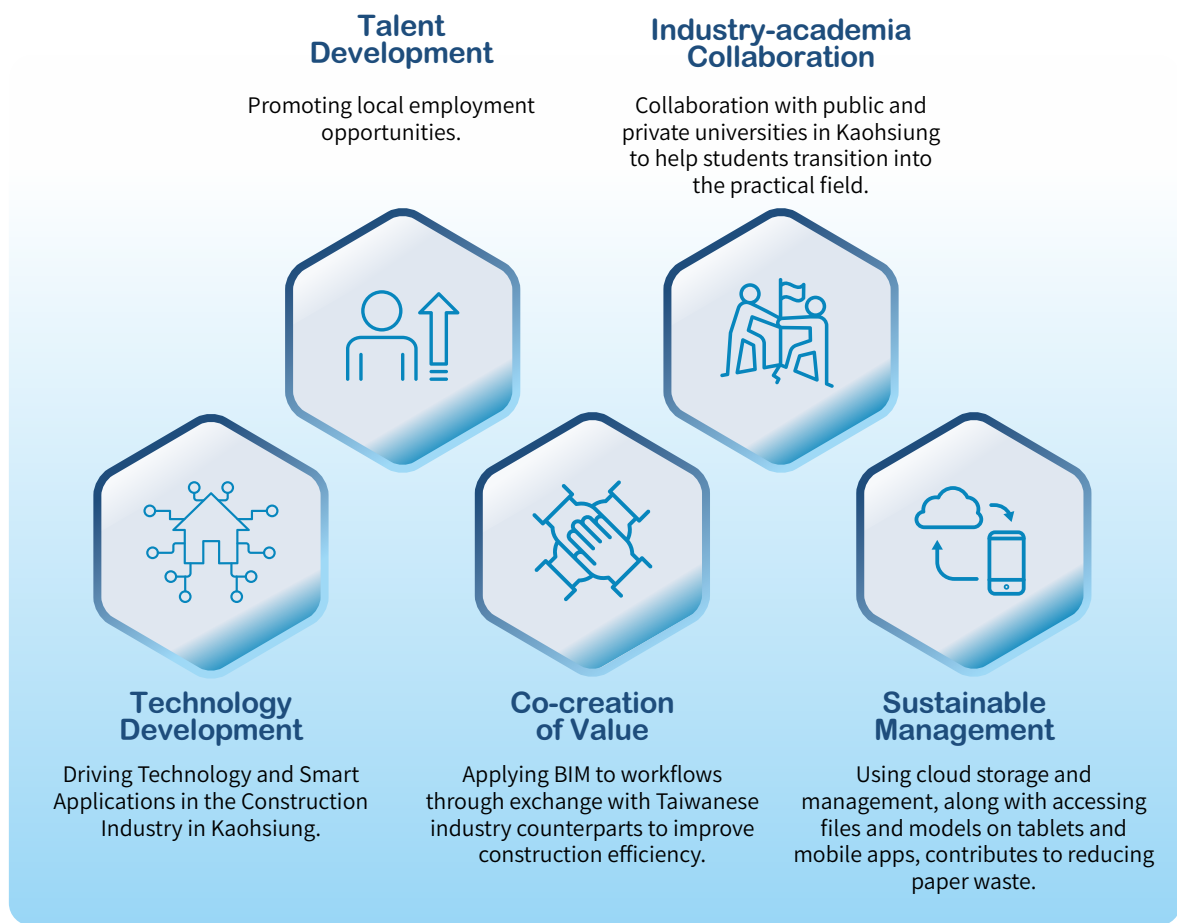 Talent
Development
Promoting local employment
opportunities.
Industry-academia
Collaboration
Collaboration with public and
private universities in Kaohsiung
to help students transition into
the practical field.
Technology
Development
Driving Technology and Smart
Applications in the Construction
Industry in Kaohsiung.
Co-creation
of Value
Applying BIM to workflows
through exchange with Taiwanese
industry counterparts to improve
construction efficiency.
Sustainable
Management
Using cloud storage and
management, along with accessing
files and models on tablets and
mobile apps, contributes to reducing
paper waste.